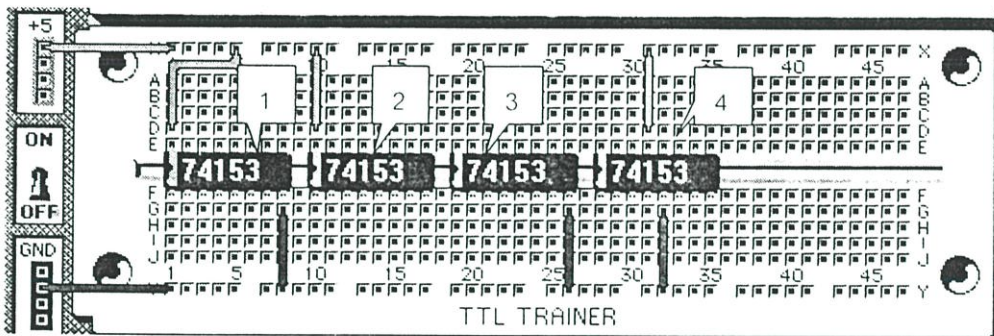 +5
X
10 15 20 25 30 35 40 45
A A
B B
C C
D D
E E
1 2 3 4
ON
74153 74153 74153 74153
OFF
F F
G G
H H
I I
J J
GND
1 5 10 15 20 25 30 35 40 45
Y
TTL TRAINER